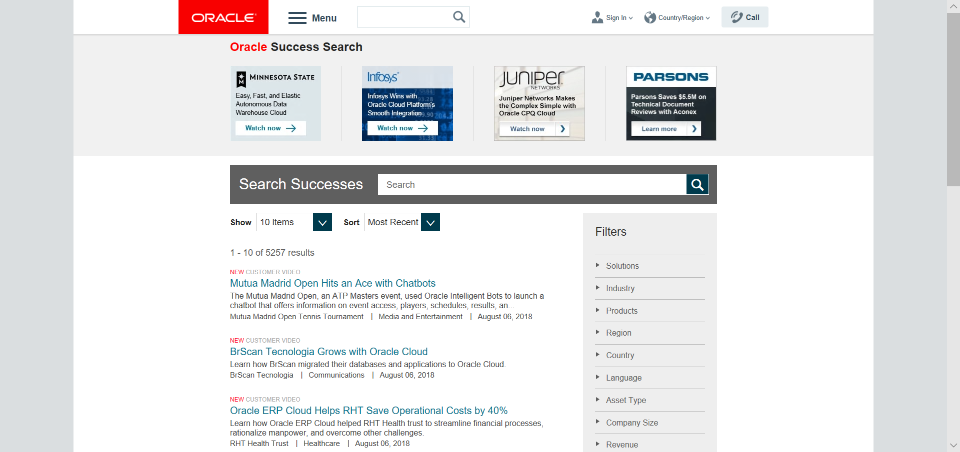 ORACLE
Menu
Sign In
Country/Region
Call
Oracle Success Search
MINNESOTA STATE
Easy, Fast, and Elastic
Autonomous Data
Warehouse Cloud
Watch now
Infosys
Infosys Wins with
Oracle Cloud Platform's
Smooth Integration
Watch now
JUNIPER
NETWORKS
Juniper Networks Makes
the Complex Simple with
Oracle CPQ Cloud
Watch now
PARSONS
Parsons Saves $5.5M on
Technical Document
Reviews with Aconex
Learn more
Search Successes
Search
Show 10 Items Sort Most Recent
1 - 10 of 5257 results
NEW CUSTOMER VIDEO
Mutua Madrid Open Hits an Ace with Chatbots
The Mutua Madrid Open, an ATP Masters event, used Oracle Intelligent Bots to launch a
chatbot that offers information on event access, players, schedules, results, an
Mutua Madrid Open Tennis Tournament | Media and Entertainment | August 06, 2018
NEW CUSTOMER VIDEO
BrScan Tecnologia Grows with Oracle Cloud
Learn how BrScan migrated their databases and applications to Oracle Cloud.
BrScan Tecnologia | Communications | August 06, 2018
NEW CUSTOMER VIDEO
Oracle ERP Cloud Helps RHT Save Operational Costs by 40%
Learn how Oracle ERP Cloud helped RHT Health trust to streamline financial processes,
rationalize manpower, and overcome other challenges.
RHT Health Trust | Healthcare | August 06, 2018
Filters
Solutions
Industry
Products
Region
Country
Language
Asset Type
Company Size
Revenue